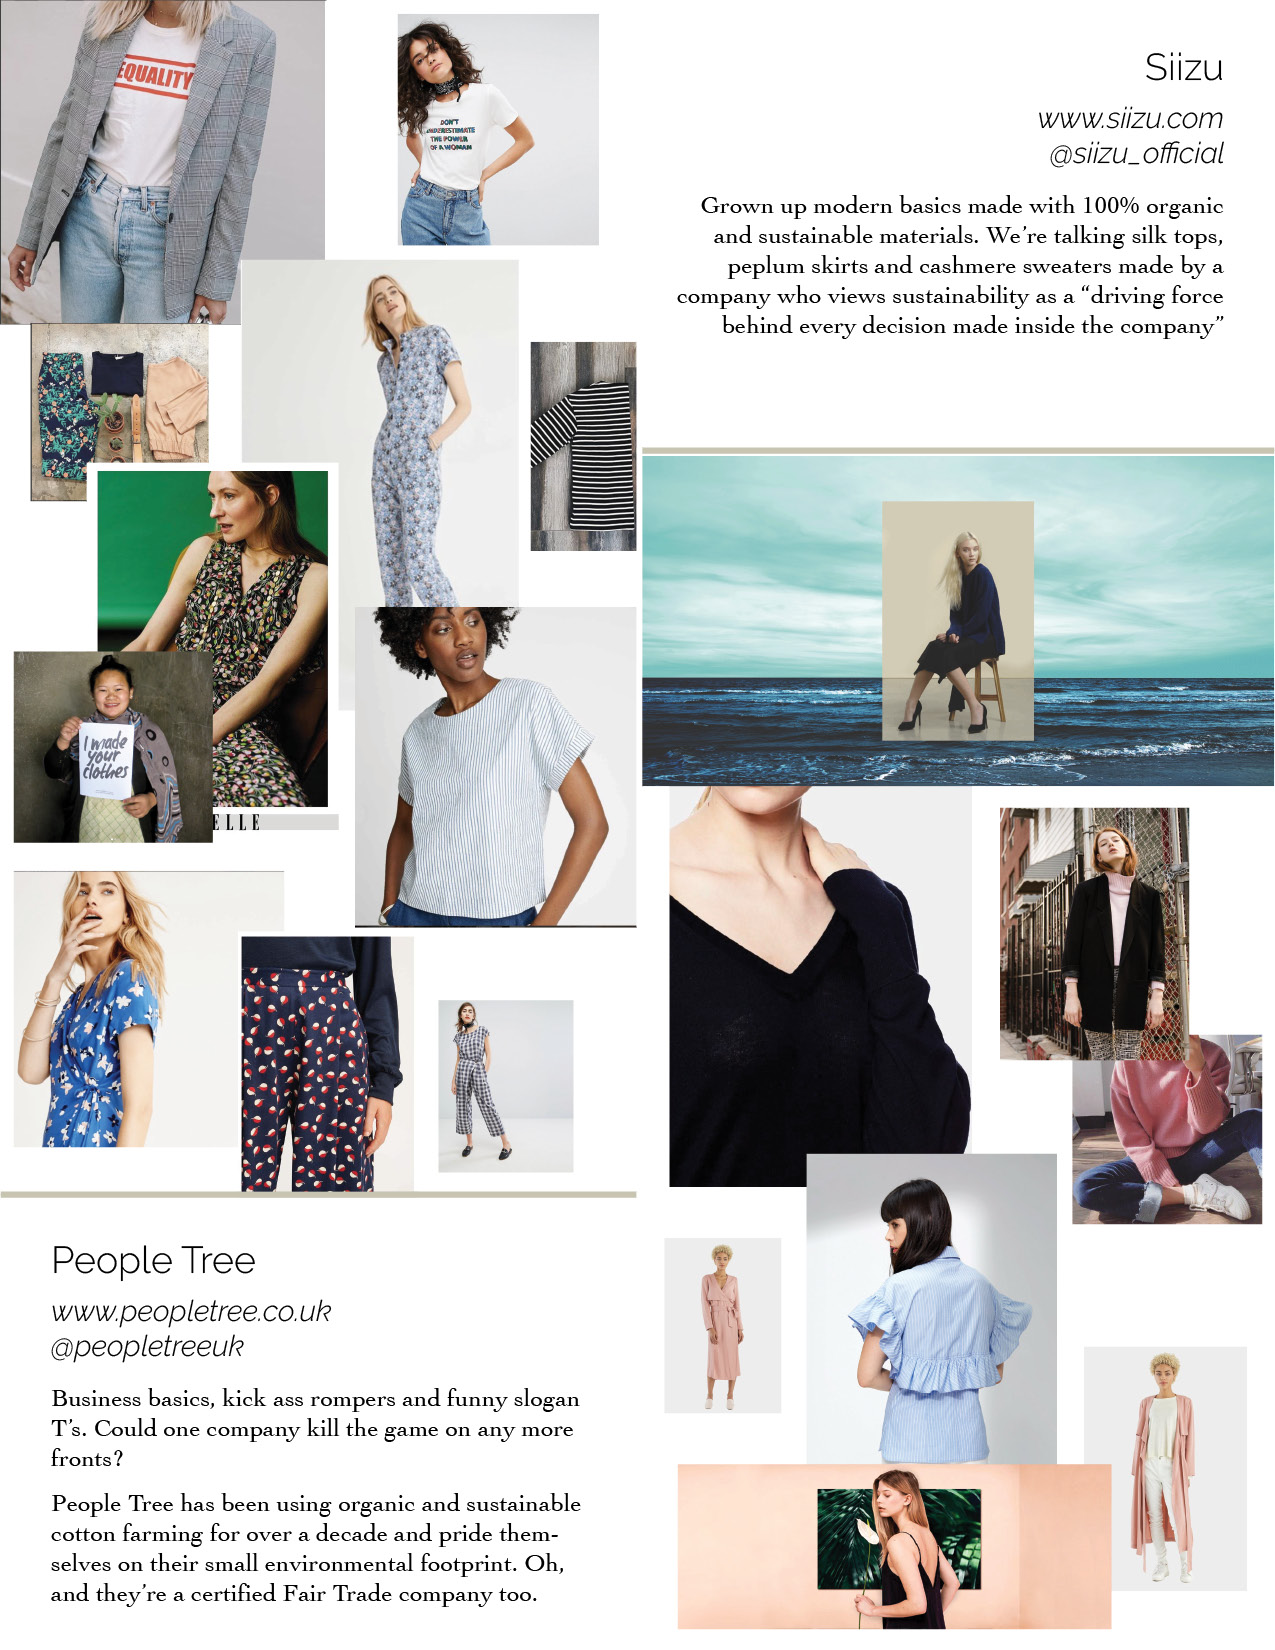 EQUALITY
DON'T
UNDERESTIMATE
THE POWER
OF A WOMAN
I made
your
clothes
ELLE
People Tree
www.peopletree.co.uk
@peopletreeuk
Business basics, kick ass rompers and funny slogan
T’s. Could one company kill the game on any more
fronts?
People Tree has been using organic and sustainable
cotton farming for over a decade and pride them-
selves on their small environmental footprint. Oh,
and they’re a certified Fair Trade company too.
Siizu
www.siizu.com
@siizu_official
Grown up modern basics made with 100% organic
and sustainable materials. We’re talking silk tops,
peplum skirts and cashmere sweaters made by a
company who views sustainability as a “driving force
behind every decision made inside the company”